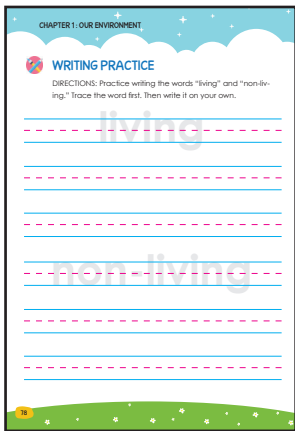 CHAPTER 1 : OUR ENVIRONMENT
WRITING PRACTICE
DIRECTIONS: Practice writing the words “living” and “non-liv-
ing.” Trace the word first. Then write it on your own.
living
non-living
78